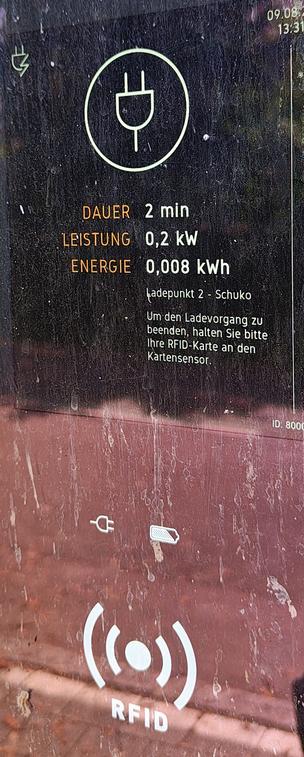 09.08.2
13:31
DAUER 2 min
LEISTUNG 0,2 kW
ENERGIE 0,008 kWh
Ladepunkt 2 - Schuko
Um den Ladevorgang zu
beenden, halten Sie bitte
Ihre RFID-Karte an den
Kartensensor.
ID: 8000
RFID